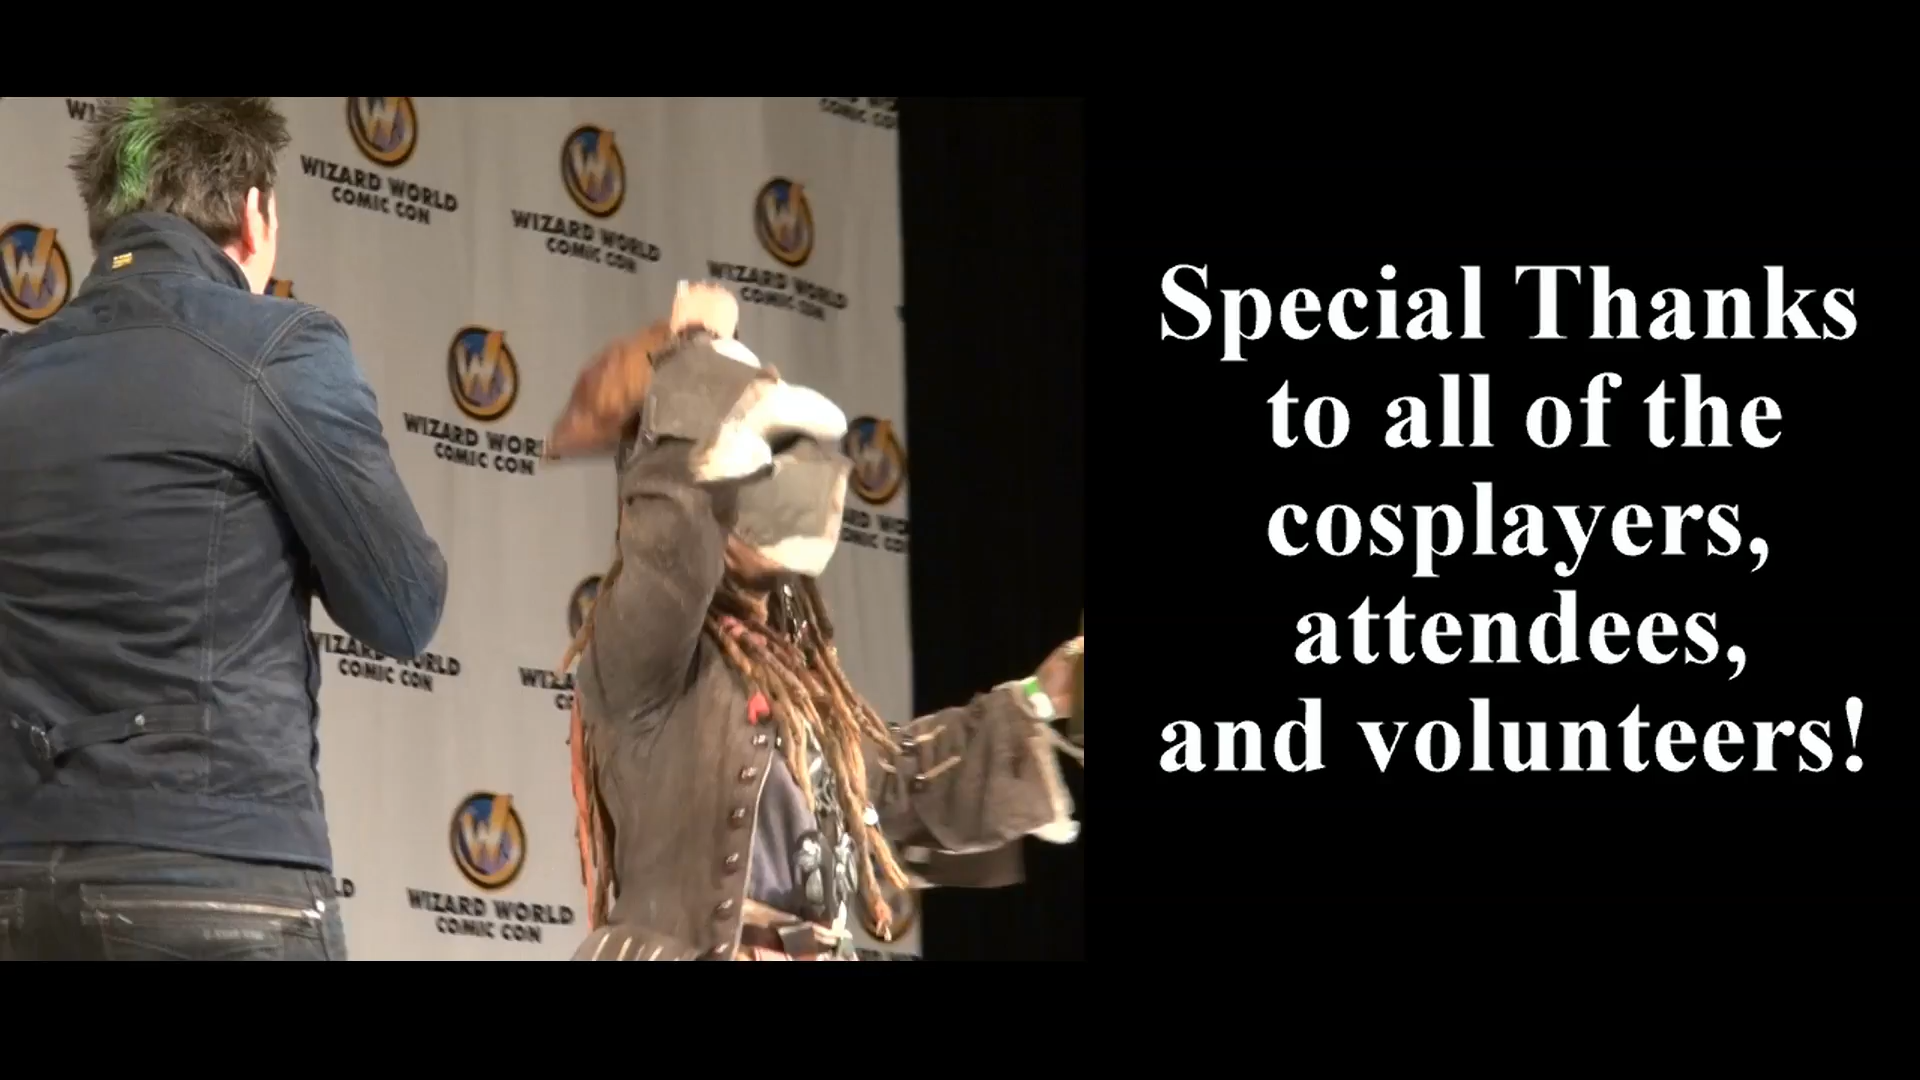 WIZARD WORLD
COMIC CON
WIZARD WORLD
COMIC CON
WIZARD WORLD
COMIC CON
WIZARD WORL
COMIC CON
WIZARD WORLD
COMIC CON
WIZARD WORLD
COMIC CON
Special Thanks
to all of the
cosplayers,
attendees,
and volunteers!